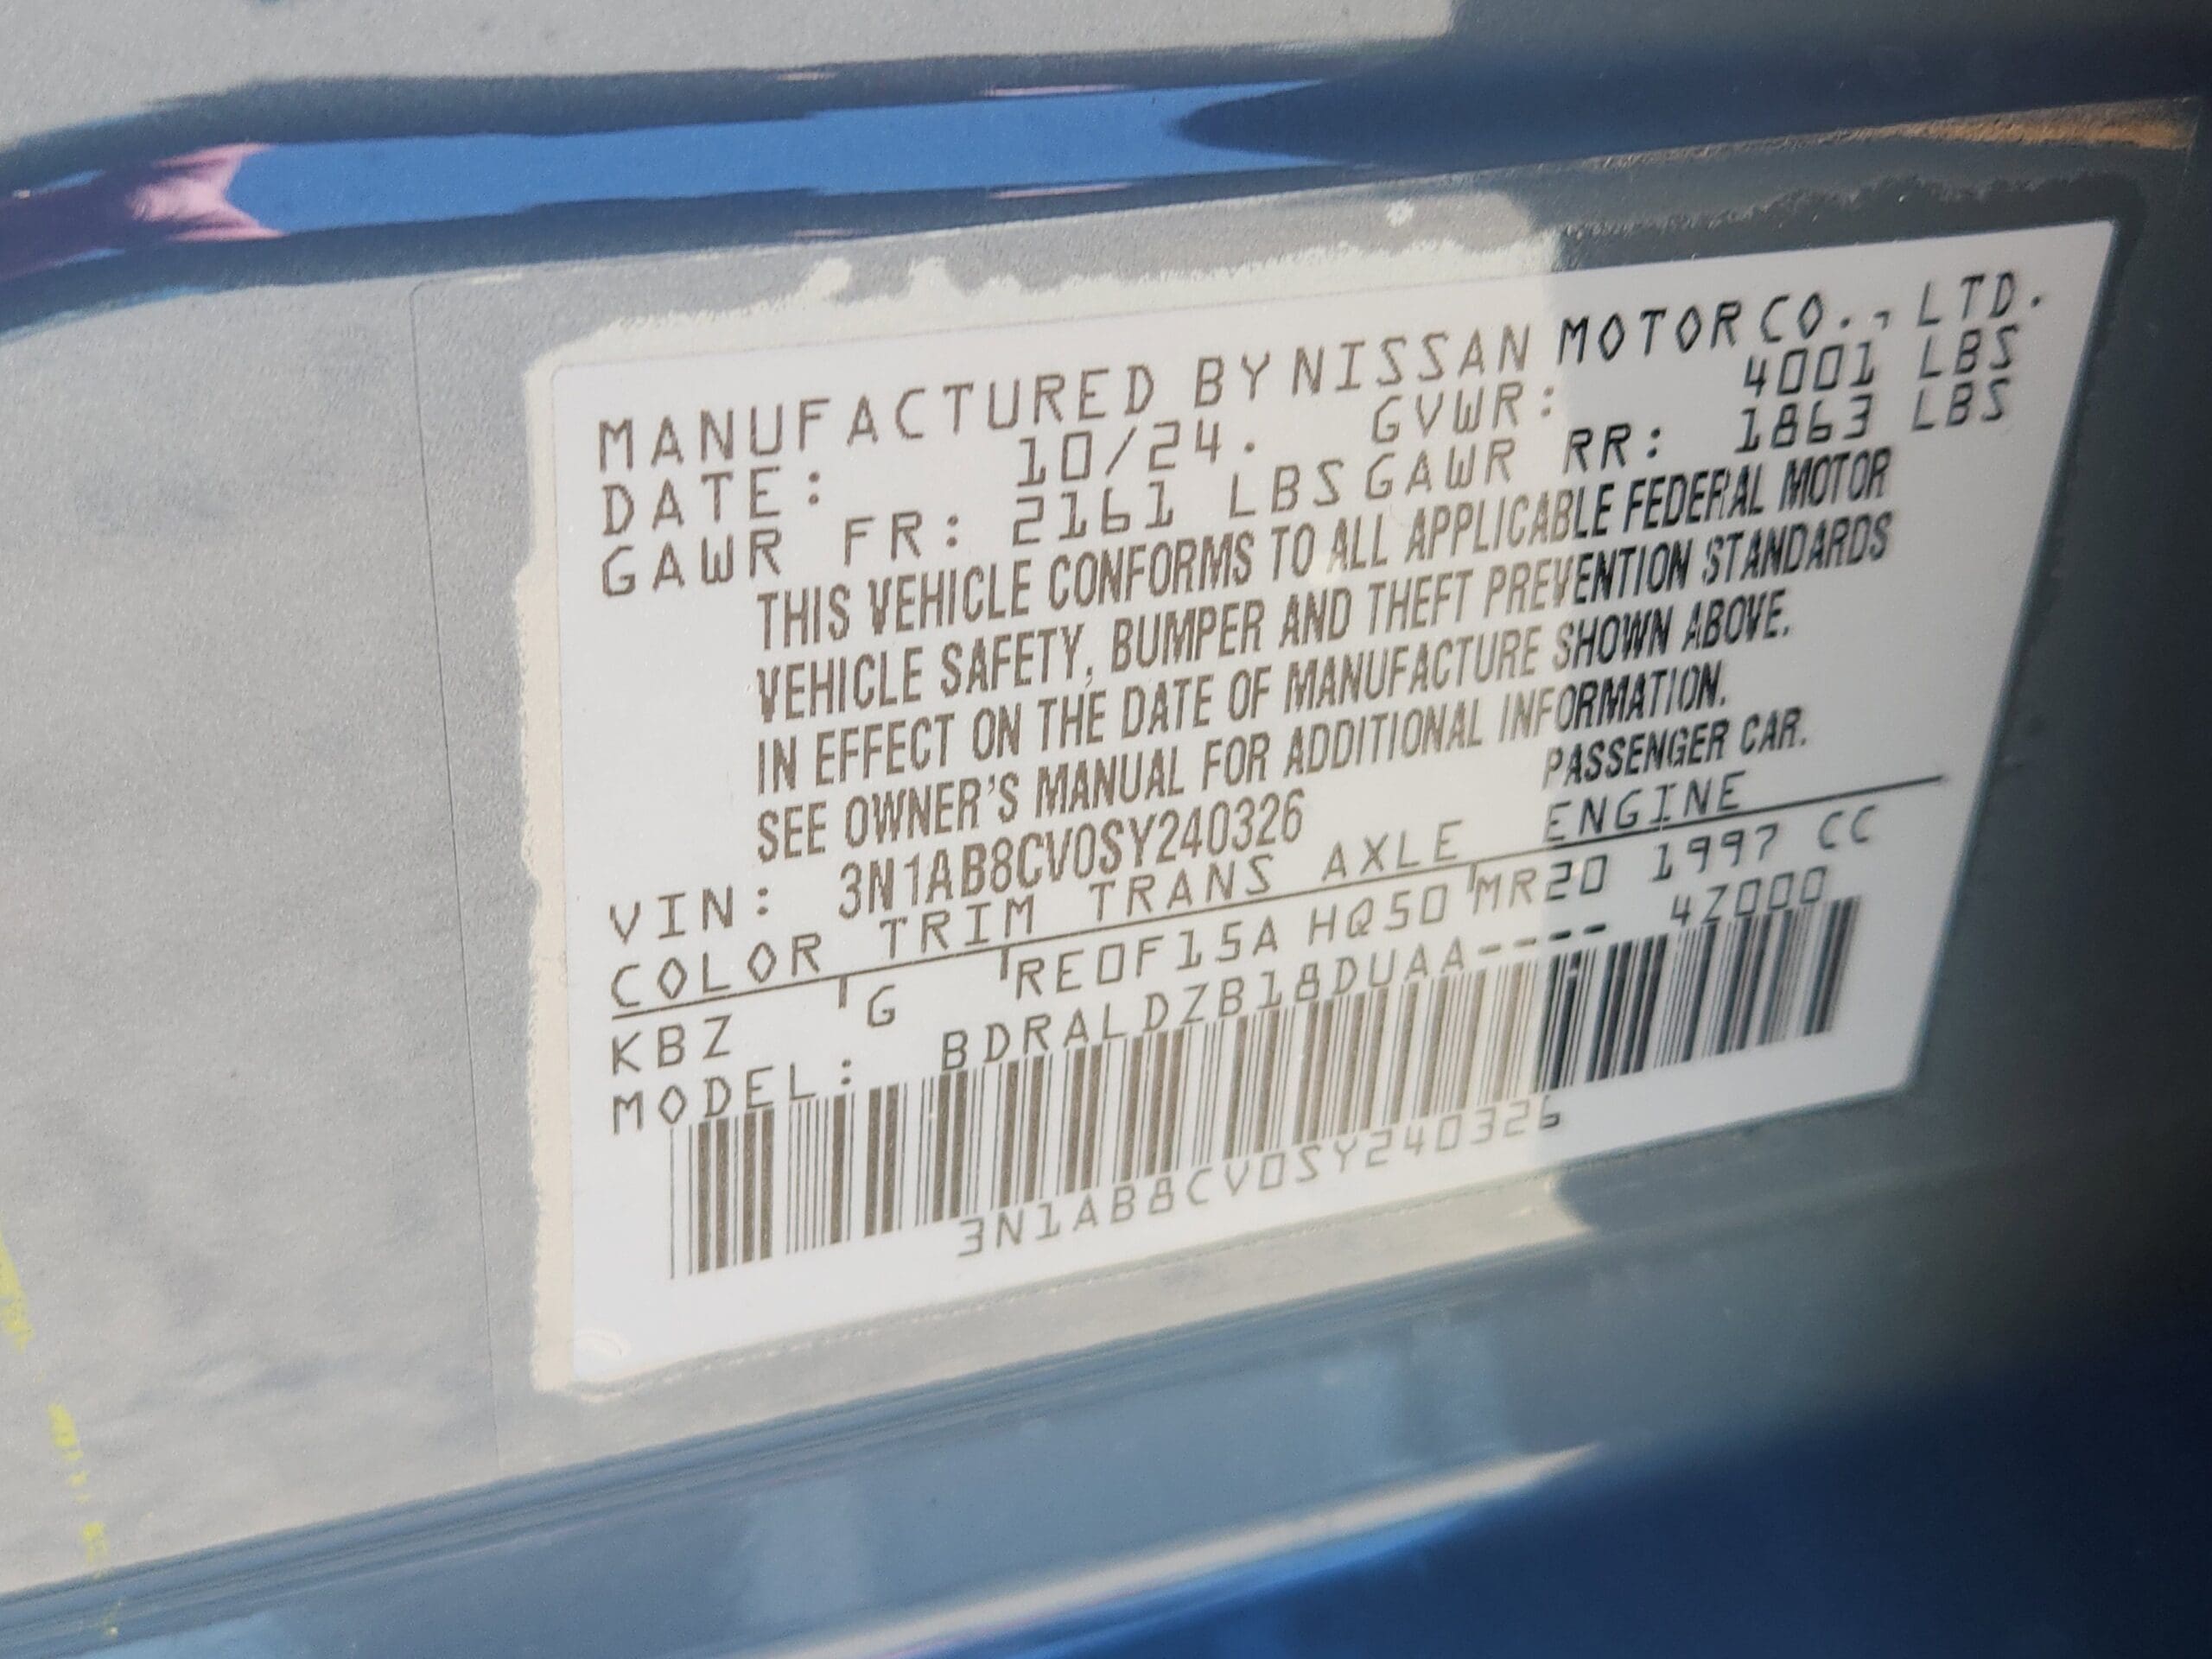 MANUFACTURED BY NISSAN MOTOR CO., LTD.
DATE: 10/24. GVWR: 4001 LBS
GAWR FR: 2161 LBS GAWR RR: 1863 LBS
THIS VEHICLE CONFORMS TO ALL APPLICABLE FEDERAL MOTOR
VEHICLE SAFETY, BUMPER AND THEFT PREVENTION STANDARDS
IN EFFECT ON THE DATE OF MANUFACTURE SHOWN ABOVE.
SEE OWNER'S MANUAL FOR ADDITIONAL INFORMATION.
PASSENGER CAR.
VIN: 3N1AB8CV0SY240326
COLOR TRIM TRANS AXLE ENGINE
KBZ G RE0F15A HQ50 MR20 1997 CC
MODEL: BDRALDZB18DUAA---- 4Z000
3N1AB8CV0SY240326